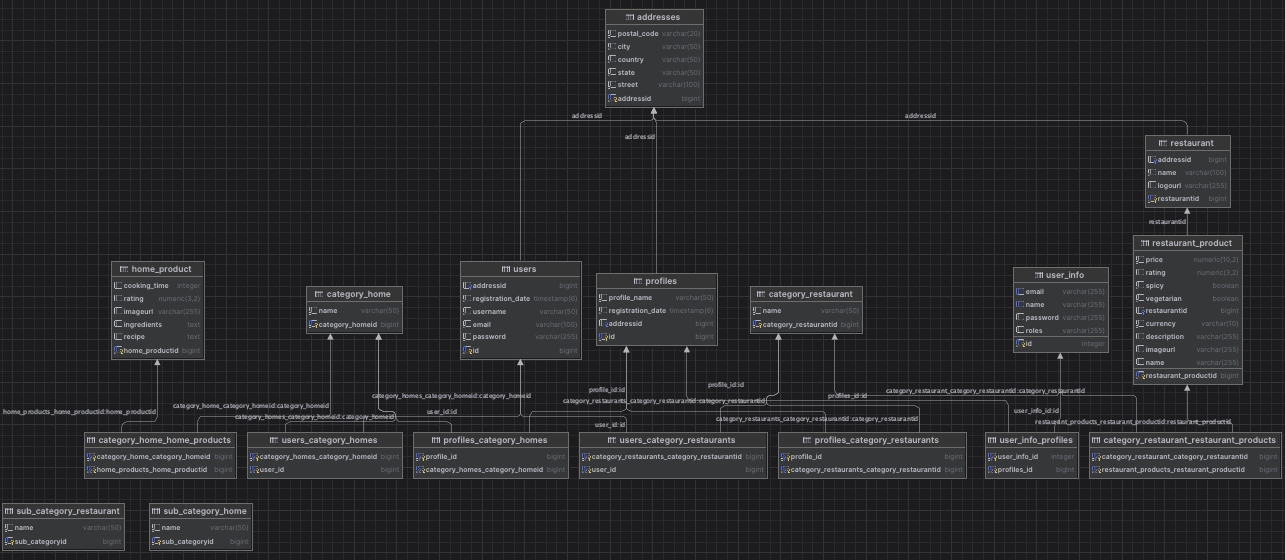 addresses
postal_code varchar(20)
city varchar(50)
country varchar(50)
state varchar(50)
street varchar(100)
addressid bigint
addressid
addressid
addressid
restaurant
addressid bigint
name varchar(100)
logourl varchar(255)
restaurantid bigint
restaurantid
restaurant_product
price numeric(10,2)
rating numeric(3,2)
spicy boolean
vegetarian boolean
restaurantid bigint
currency varchar(10)
description varchar(255)
imageurl varchar(255)
name varchar(255)
restaurant_productid bigint
home_product
cooking_time integer
rating numeric(3,2)
imageurl varchar(255)
ingredients text
recipe text
home_productid bigint
category_home
name varchar(50)
category_homeid bigint
users
addressid bigint
registration_date timestamp(6)
username varchar(50)
email varchar(100)
password varchar(255)
id bigint
profiles
profile_name varchar(50)
registration_date timestamp(6)
addressid bigint
id bigint
category_restaurant
name varchar(50)
category_restaurantid bigint
user_info
email varchar(255)
name varchar(255)
password varchar(255)
roles varchar(255)
id integer
profile_id:id
profile_id:id
category_restaurant_category_restaurantid:category_restaurantid
category_homes_category_homeid:category_homeid
profiles_id:id
category_restaurants_category_restaurantid:category_restaurantid
category_home_category_homeid:category_homeid
home_products_home_productid:home_productid
user_id:id
user_info_id:id
category_homes_category_homeid:category_homeid
category_restaurants_category_restaurantid:category_restaurantid
restaurant_products_restaurant_productid:restaurant_productid
user_id:id
category_home_home_products
category_home_category_homeid bigint
home_products_home_productid bigint
users_category_homes
category_homes_category_homeid bigint
user_id bigint
profiles_category_homes
profile_id bigint
category_homes_category_homeid bigint
users_category_restaurants
category_restaurants_category_restaurantid bigint
user_id bigint
profiles_category_restaurants
profile_id bigint
category_restaurants_category_restaurantid bigint
user_info_profiles
user_info_id integer
profiles_id bigint
category_restaurant_restaurant_products
category_restaurant_category_restaurantid bigint
restaurant_products_restaurant_productid bigint
sub_category_restaurant
name varchar(50)
sub_categoryid bigint
sub_category_home
name varchar(50)
sub_categoryid bigint